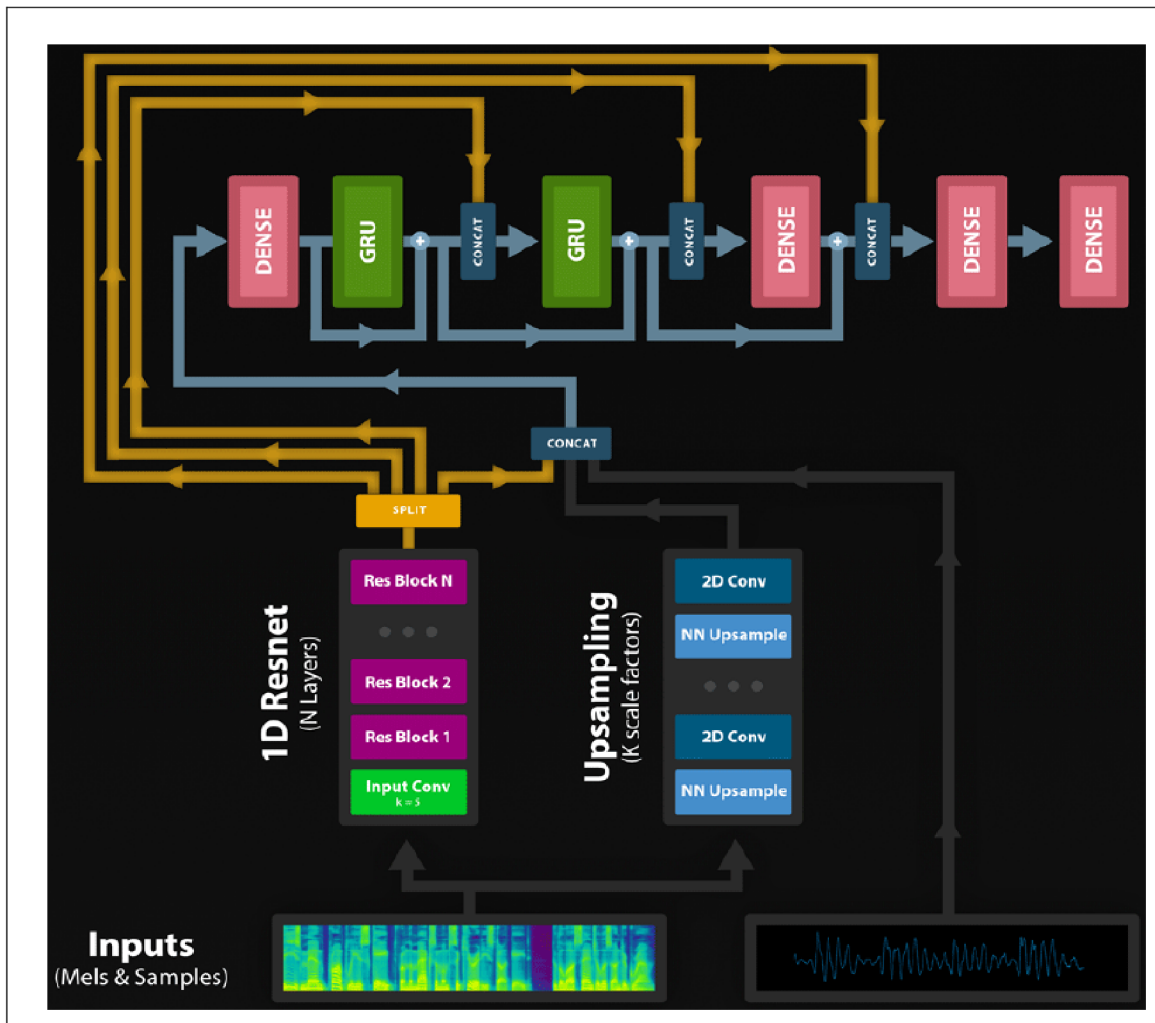 DENSE
GRU
+
CONCAT
GRU
+
CONCAT
DENSE
+
CONCAT
DENSE
DENSE
CONCAT
SPLIT
1D Resnet
(N Layers)
Res Block N
Res Block 2
Res Block 1
Input Conv
k = 5
Upsampling
(K scale factors)
2D Conv
NN Upsample
2D Conv
NN Upsample
Inputs
(Mels & Samples)